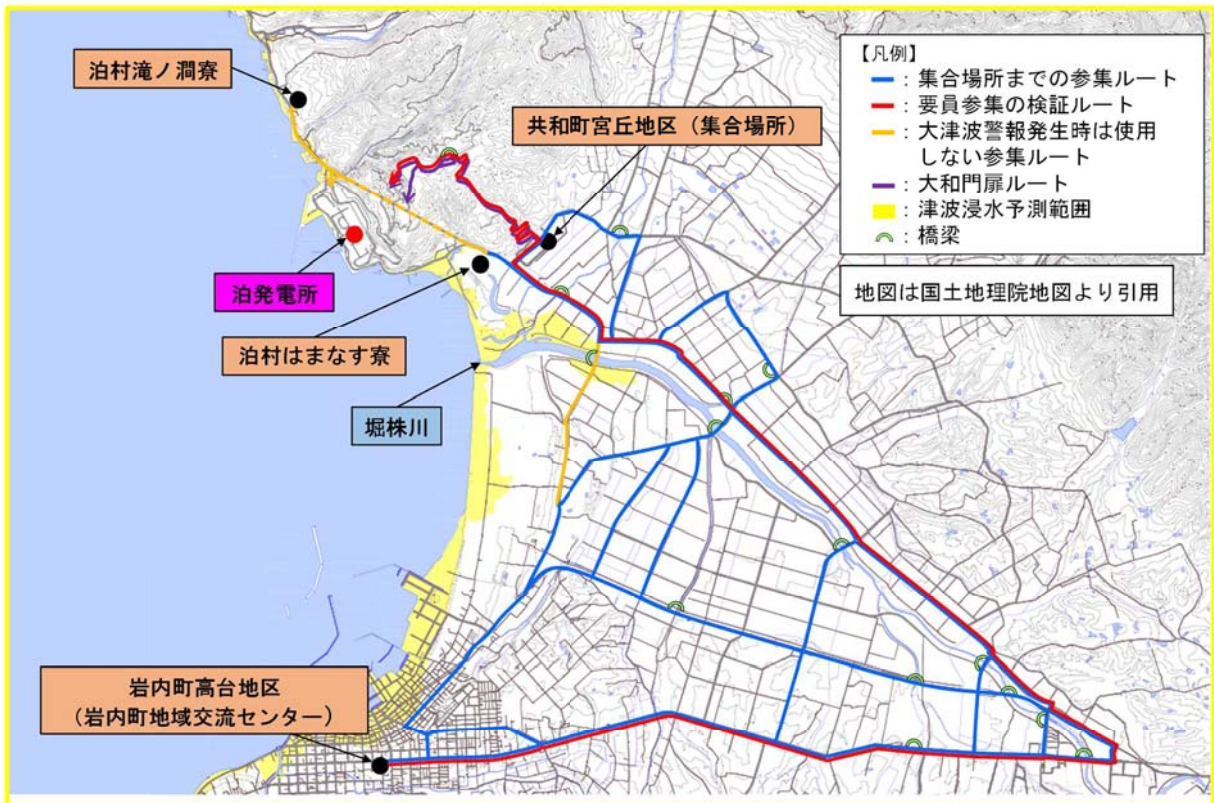 泊村滝ノ澗寮
共和町宮丘地区（集合場所）
泊発電所
泊村はまなす寮
堀株川
岩内町高台地区
（岩内町地域交流センター）
【凡例】
：集合場所までの参集ルート
：要員参集の検証ルート
：大津波警報発生時は使用
しない参集ルート
：大和門扉ルート
：津波浸水予測範囲
：橋梁
地図は国土地理院地図より引用